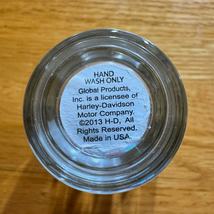 HAND
WASH ONLY
Global Products,
Inc. is a licensee of
Harley-Davidson
Motor Company.
©2013 H-D, All
Rights Reserved.
Made in USA.